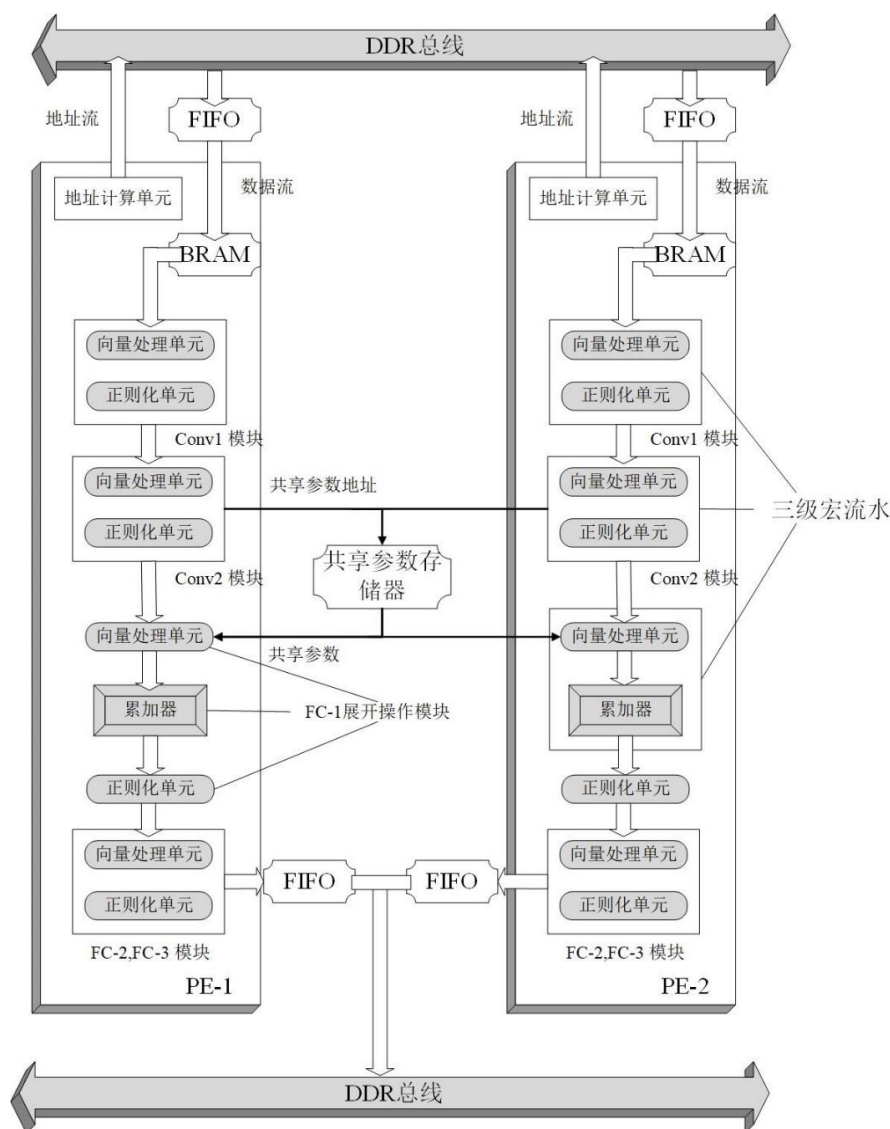 DDR总线
地址流
FIFO
地址流
FIFO
地址计算单元
数据流
地址计算单元
数据流
BRAM
BRAM
向量处理单元
正则化单元
Conv1 模块
向量处理单元
正则化单元
Conv1 模块
向量处理单元
正则化单元
Conv2 模块
共享参数地址
向量处理单元
正则化单元
Conv2 模块
三级宏流水
共享参数存
储器
向量处理单元
共享参数
向量处理单元
累加器
FC-1展开操作模块
累加器
正则化单元
正则化单元
向量处理单元
正则化单元
FC-2,FC-3 模块
FIFO
FIFO
向量处理单元
正则化单元
FC-2,FC-3 模块
PE-1
PE-2
DDR总线